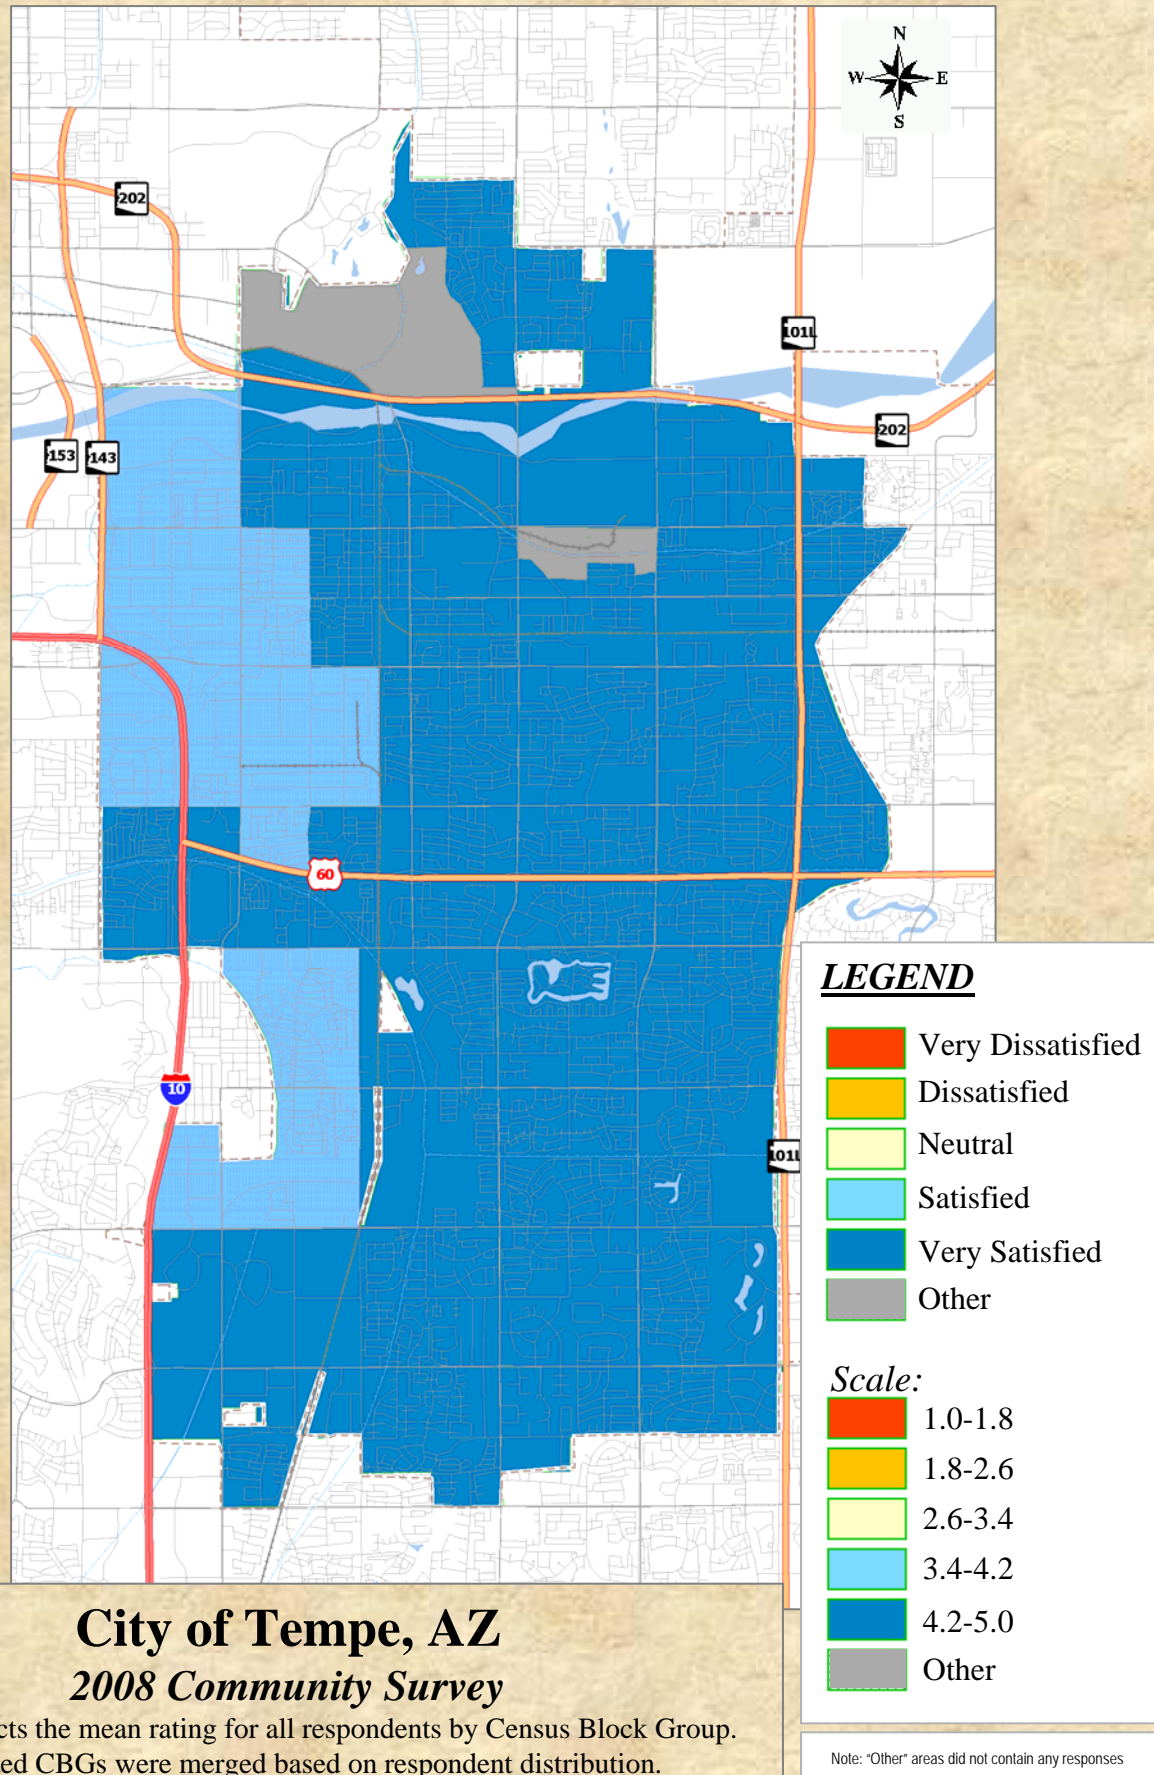 N
W E
S
202
101L
202
153
143
60
10
101L
LEGEND
Very Dissatisfied
Dissatisfied
Neutral
Satisfied
Very Satisfied
Other
Scale:
1.0-1.8
1.8-2.6
2.6-3.4
3.4-4.2
4.2-5.0
Other
City of Tempe, AZ
2008 Community Survey
the mean rating for all respondents by Census Block Group.
CBGs were merged based on respondent distribution.
Note: "Other" areas did not contain any responses